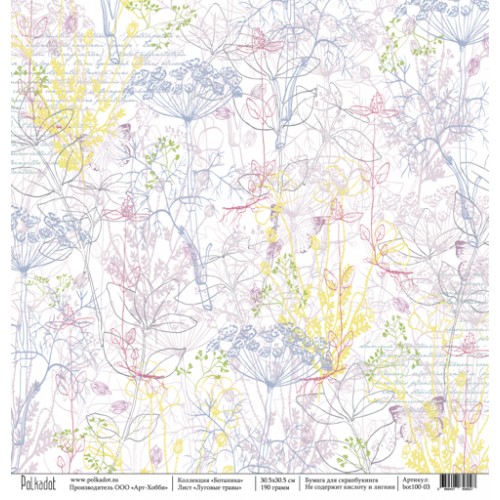 Polkadot
www.polkadot.ru
Производитель ООО «Арт-Хобби»
Коллекция «Ботаника»
Лист «Луговые травы»
30.5x30.5 см
190 грамм
Бумага для скрапбукинга
Не содержит кислоту и лигнин
Артикул:
bot100-03